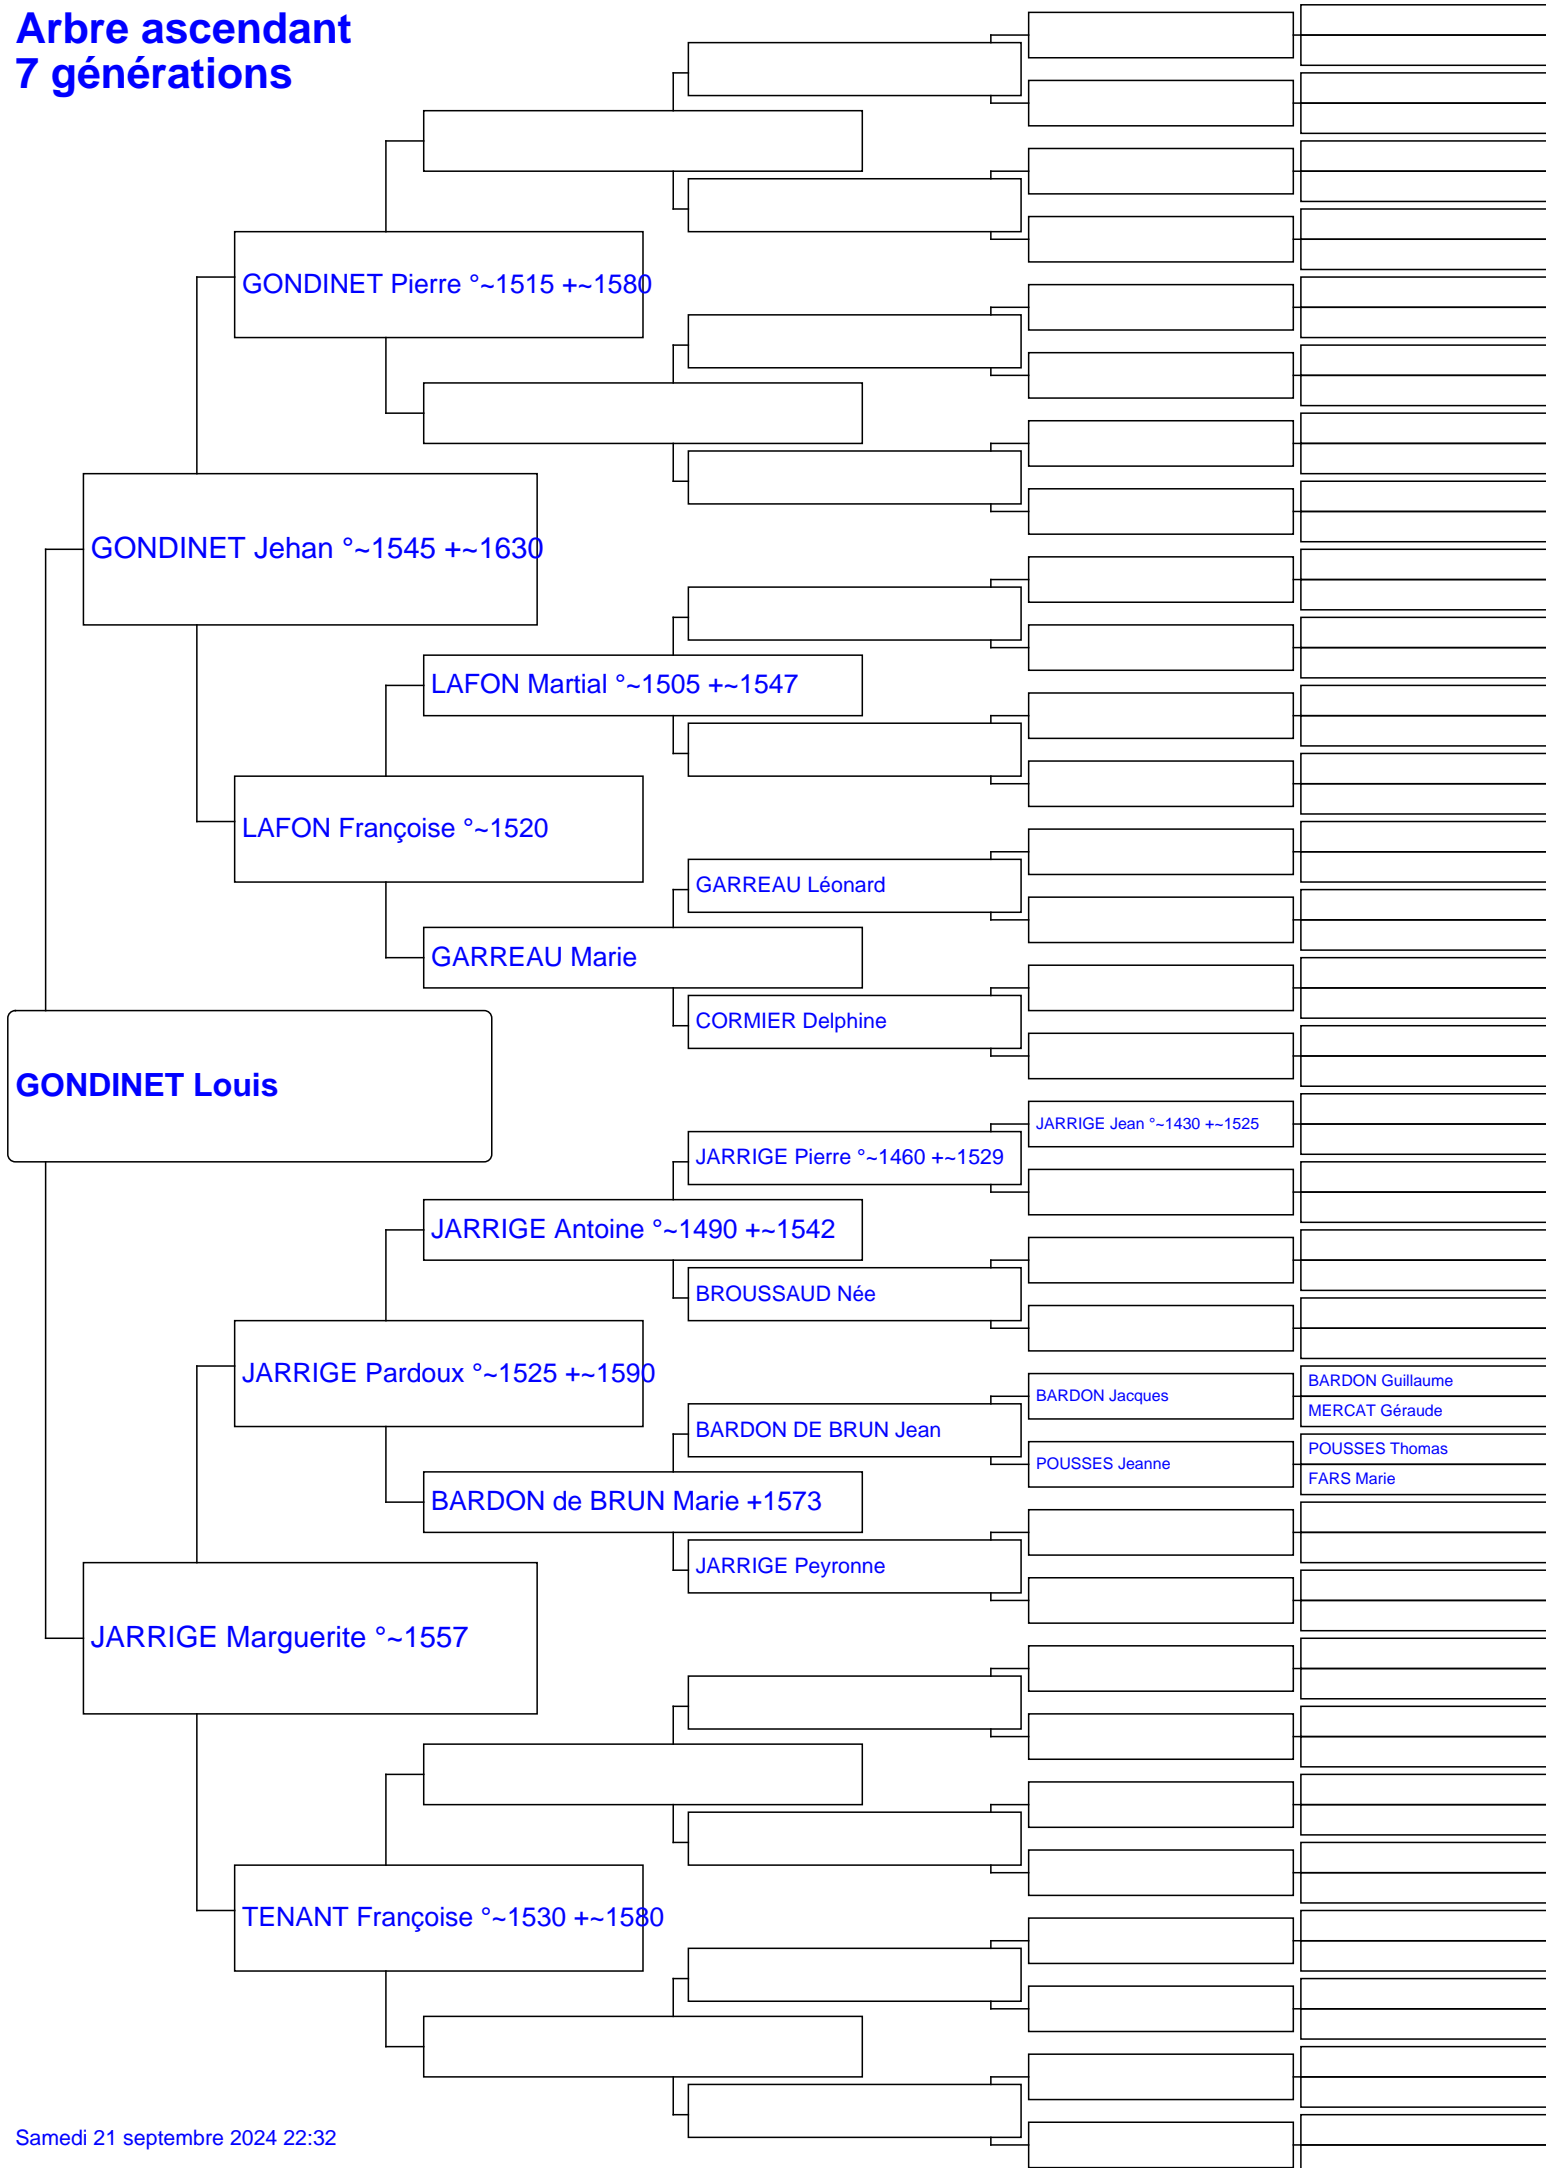 Arbre ascendant
7 générations
GONDINET Pierre °~1515 +~1580
GONDINET Jehan °~1545 +~1630
LAFON Martial °~1505 +~1547
LAFON Françoise °~1520
GARREAU Léonard
GARREAU Marie
CORMIER Delphine
GONDINET Louis
JARRIGE Jean °~1430 +~1525
JARRIGE Pierre °~1460 +~1529
JARRIGE Antoine °~1490 +~1542
BROUSSAUD Née
JARRIGE Pardoux °~1525 +~1590
BARDON Guillaume
BARDON Jacques
MERCAT Géraude
BARDON DE BRUN Jean
POUSSES Thomas
POUSSES Jeanne
FARS Marie
BARDON de BRUN Marie +1573
JARRIGE Peyronne
JARRIGE Marguerite °~1557
TENANT Françoise °~1530 +~1580
Samedi 21 septembre 2024 22:32